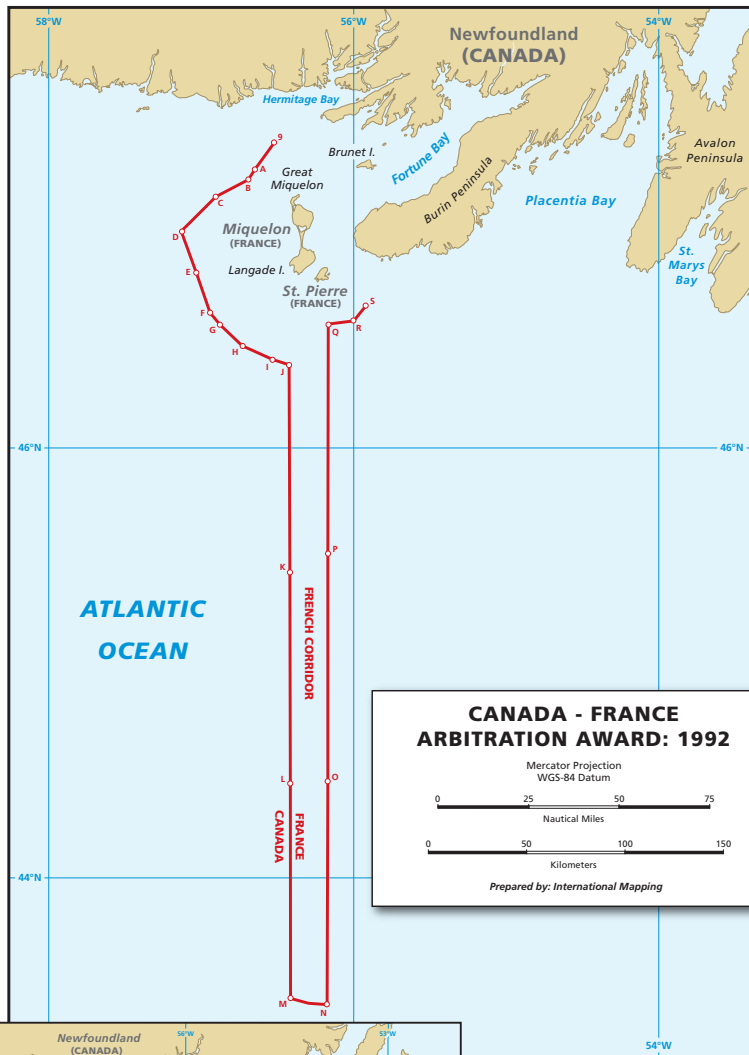 58°W
56°W
54°W
Newfoundland
(CANADA)
Hermitage Bay
9
Brunet I.
Fortune Bay
Avalon
Peninsula
A
Great
Miquelon
B
Burin Peninsula
C
Placentia Bay
Miquelon
(FRANCE)
D
St.
Marys
Bay
E
Langade I.
St. Pierre
(FRANCE)
S
F
G
Q
R
H
I
J
46°N
46°N
P
K
FRENCH CORRIDOR
ATLANTIC
OCEAN
CANADA - FRANCE
ARBITRATION AWARD: 1992
Mercator Projection
WGS-84 Datum
0 25 50 75
Nautical Miles
0 50 100 150
Kilometers
Prepared by: International Mapping
L
O
FRANCE
CANADA
44°N
M
N
Newfoundland
(CANADA)
56°W
53°W
54°W